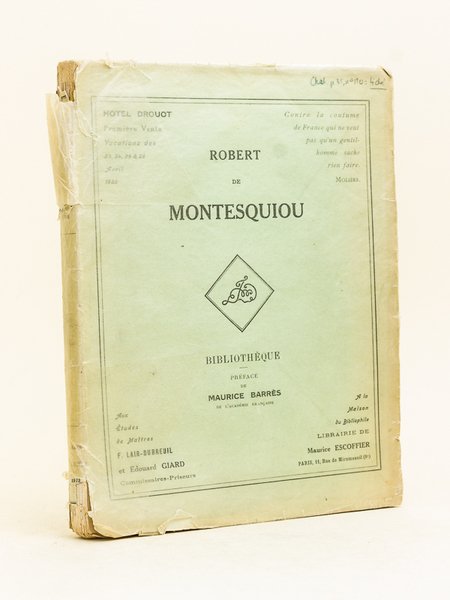 HOTEL DROUOT
Première Vente
Vacations des
23, 24, 25 & 26
Avril
Contre la coutume
de France qui ne veut
pas qu'un gentil-
homme sache
rien faire.
MOLIÈRE.
ROBERT
DE
MONTESQUIOU
BIBLIOTHÈQUE
PRÉFACE
DE
MAURICE BARRÈS
DE L'ACADÉMIE FRANÇAISE
Aux
Études
de Maîtres
F. LAIR-DUBREUIL
et Édouard GIARD
Commissaires-Priseurs
A la
Maison
du Bibliophile
LIBRAIRIE DE
Maurice ESCOFFIER